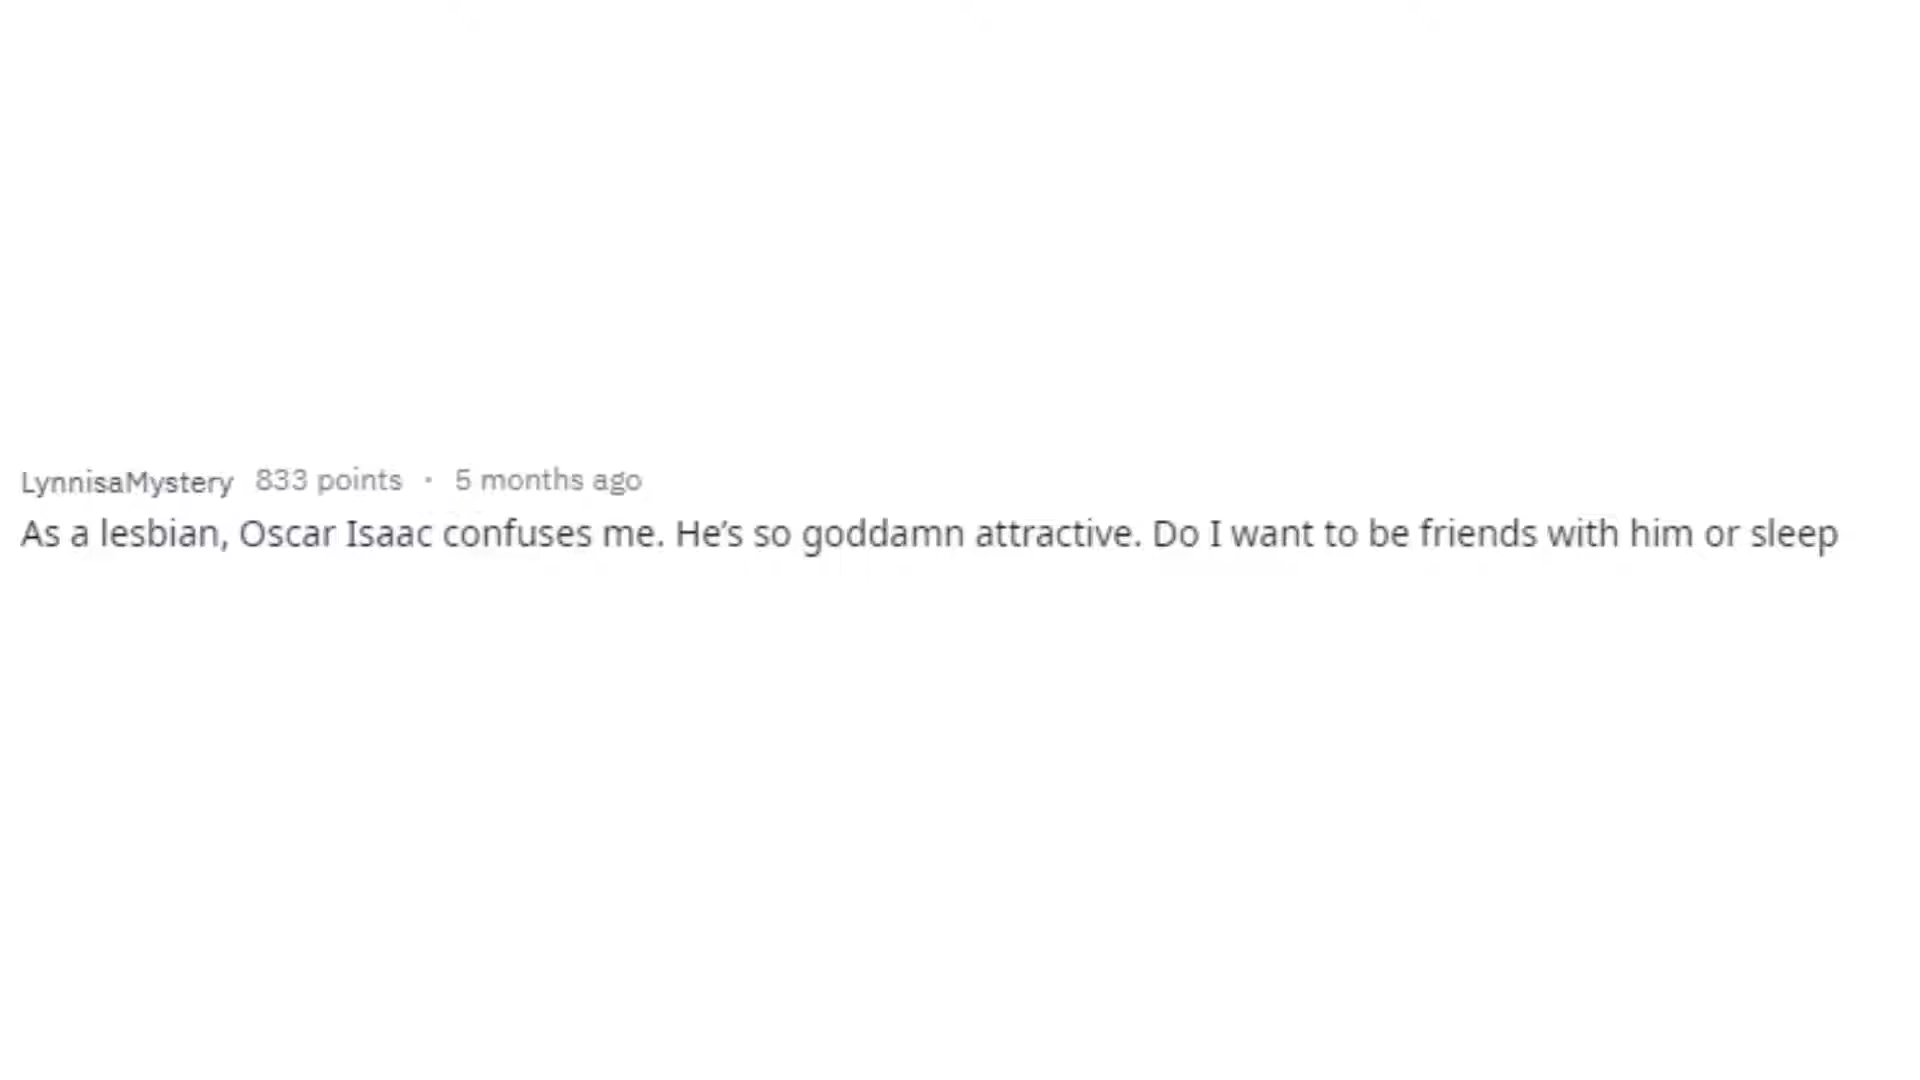 LynnisaMystery 833 points · 5 months ago
As a lesbian, Oscar Isaac confuses me. He’s so goddamn attractive. Do I want to be friends with him or sleep